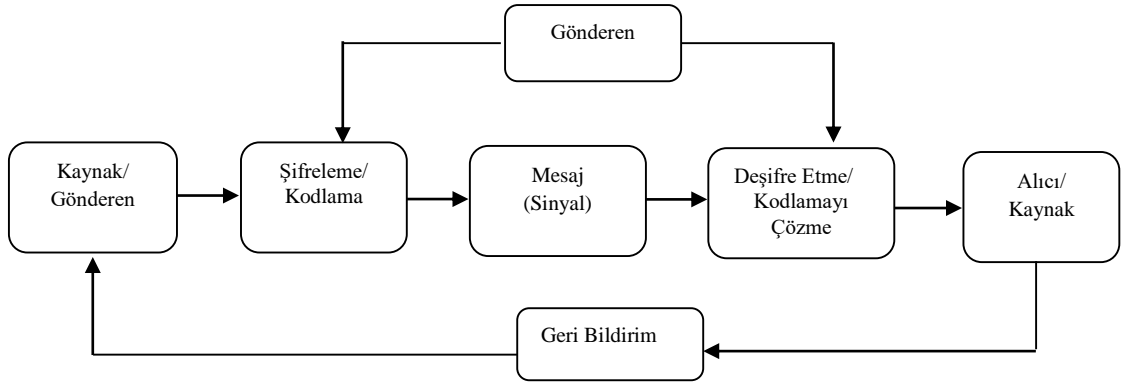 Gönderen
Kaynak/
Gönderen
Şifreleme/
Kodlama
Mesaj
(Sinyal)
Deşifre Etme/
Kodlamayı
Çözme
Alıcı/
Kaynak
Geri Bildirim